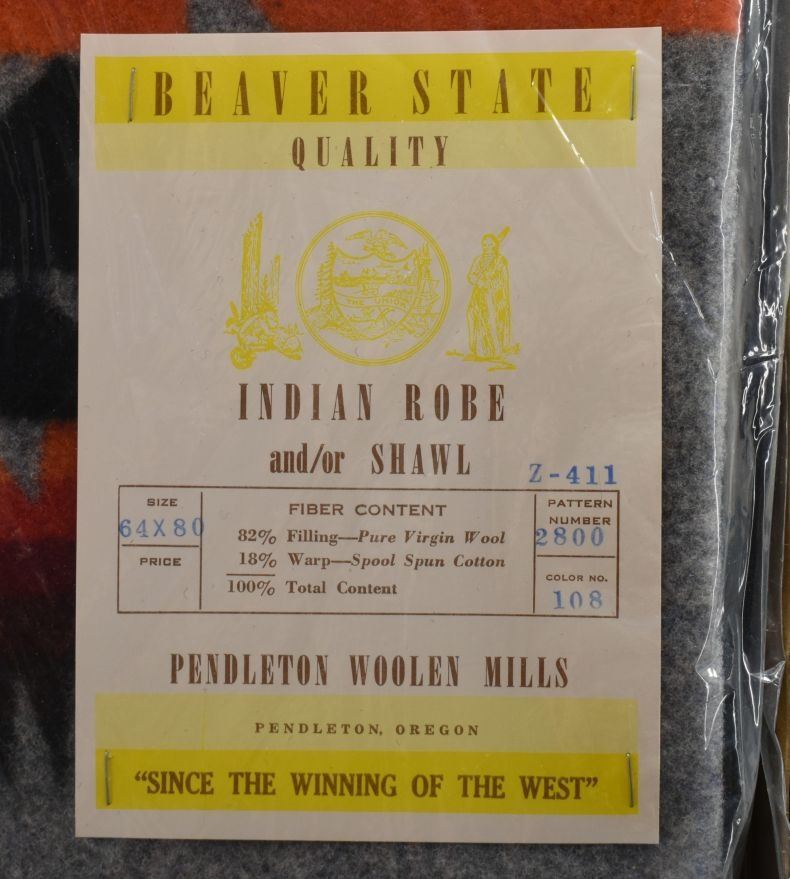 BEAVER STATE
QUALITY
THE UNION
INDIAN ROBE
and/or SHAWL
Z-411
SIZE
64X80
PRICE
FIBER CONTENT
82% Filling—Pure Virgin Wool
18% Warp—Spool Spun Cotton
100% Total Content
PATTERN
NUMBER
2800
COLOR NO.
108
PENDLETON WOOLEN MILLS
PENDLETON, OREGON
"SINCE THE WINNING OF THE WEST"